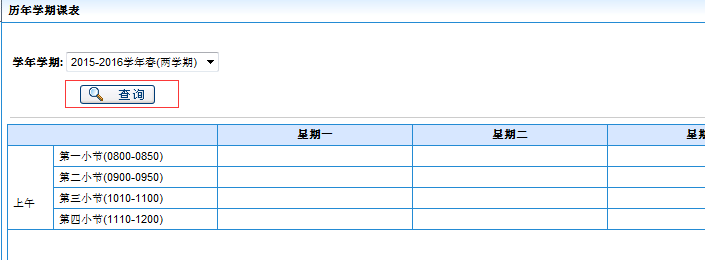 历年学期课表
学年学期: 2015-2016学年春(两学期)
查询
星期一 星期二 星期
第一小节(0800-0850)
第二小节(0900-0950)
上午 第三小节(1010-1100)
第四小节(1110-1200)